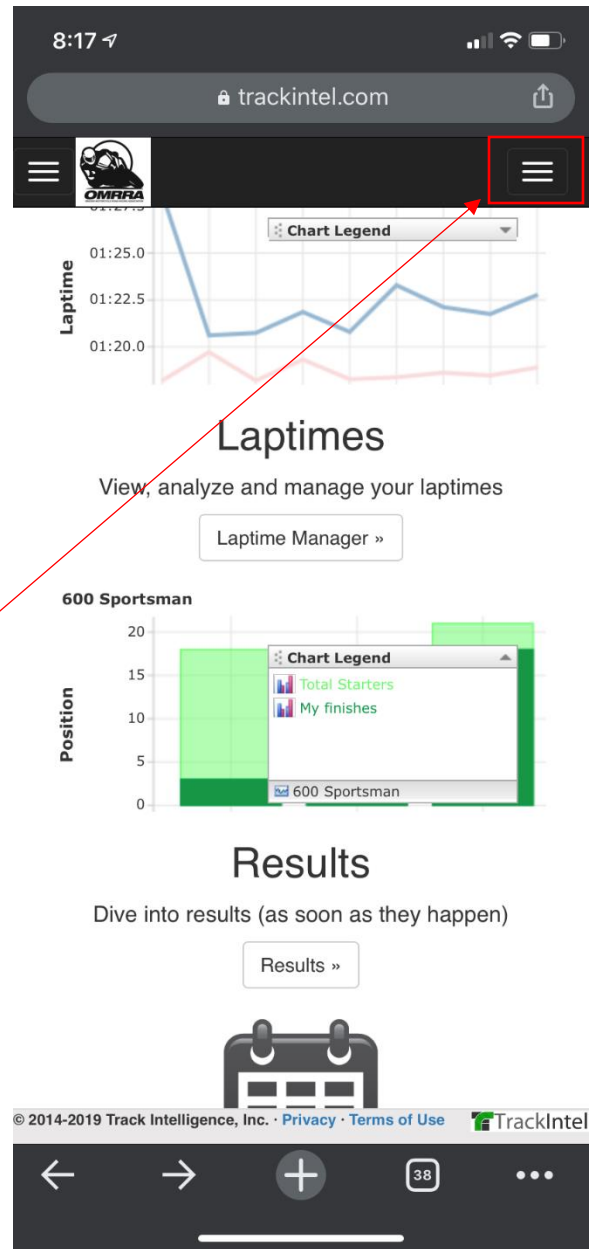 8:17
trackintel.com
OMRRA
01:27.5
Chart Legend
01:25.0
Laptime
01:22.5
01:20.0
Laptimes
View, analyze and manage your laptimes
Laptime Manager »
600 Sportsman
20
Chart Legend
15
Total Starters
My finishes
Position
10
5
600 Sportsman
0
Results
Dive into results (as soon as they happen)
Results »
© 2014-2019 Track Intelligence, Inc. · Privacy · Terms of Use TrackIntel
38